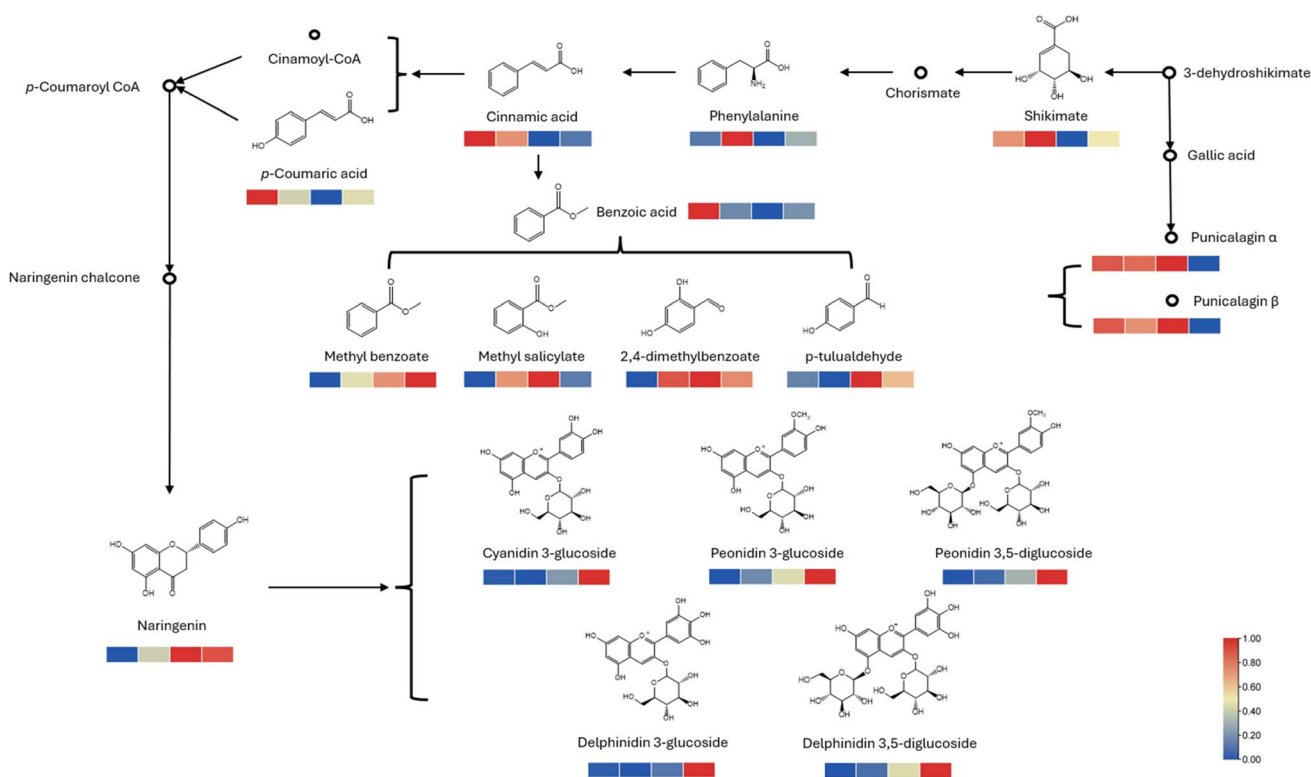 Cinamoyl-CoA
p-Coumaroyl CoA
p-Coumaric acid
Cinnamic acid
Phenylalanine
Chorismate
Shikimate
3-dehydroshikimate
Gallic acid
Punicalagin α
Punicalagin β
Benzoic acid
Naringenin chalcone
Methyl benzoate
Methyl salicylate
2,4-dimethylbenzoate
p-tulualdehyde
Cyanidin 3-glucoside
Peonidin 3-glucoside
Peonidin 3,5-diglucoside
Naringenin
Delphinidin 3-glucoside
Delphinidin 3,5-diglucoside
1.00
0.80
0.60
0.40
0.20
0.00